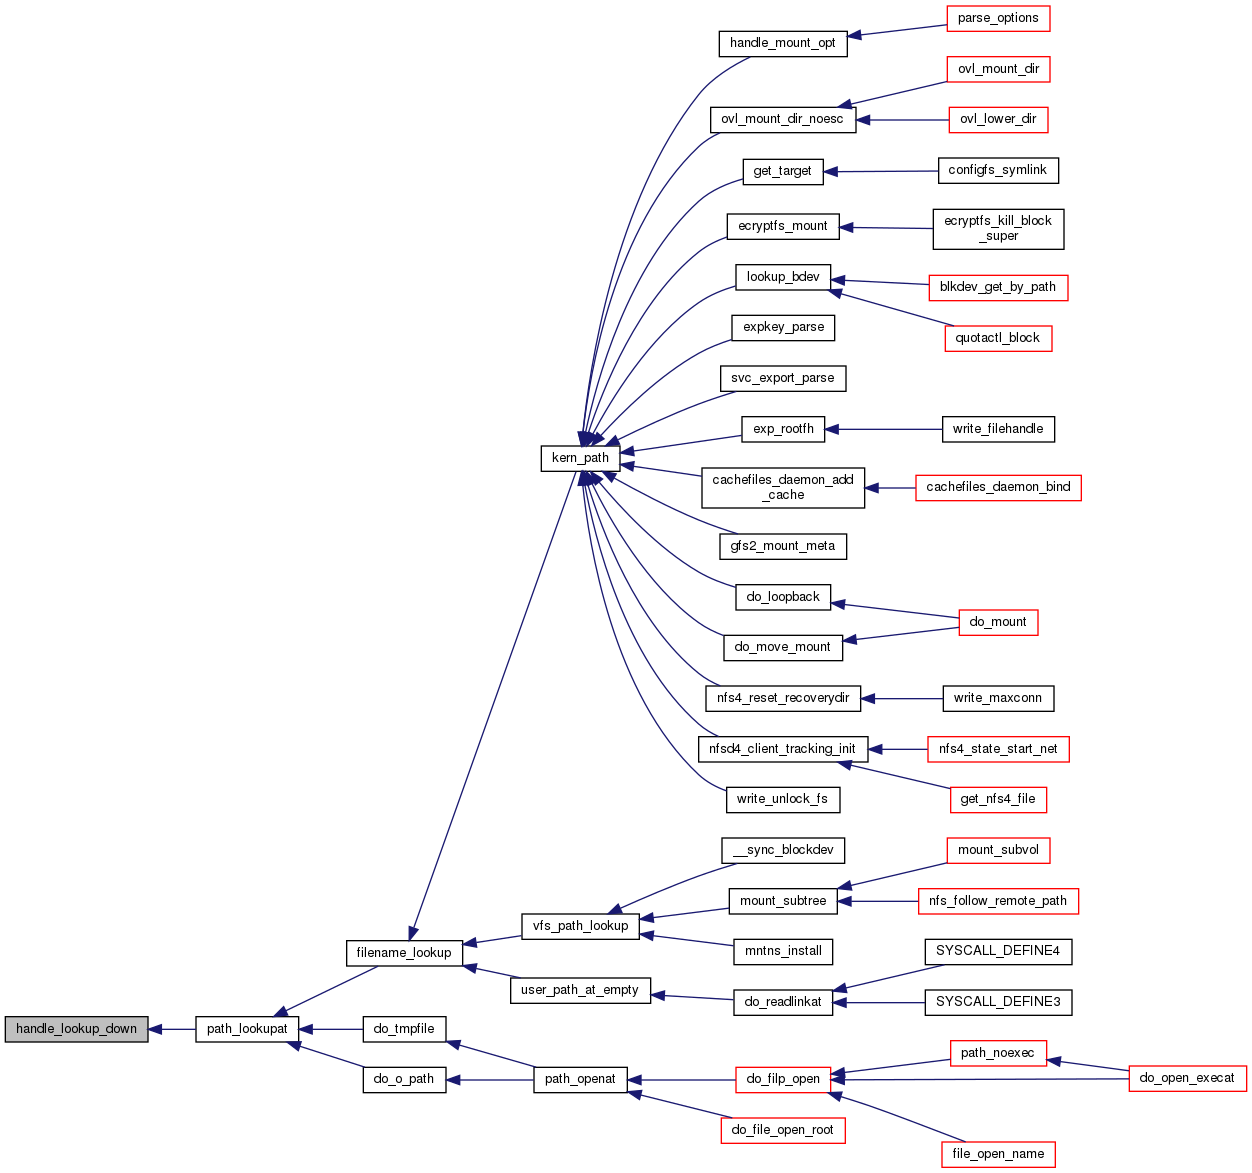 parse_options
handle_mount_opt
ovl_mount_dir
ovl_mount_dir_noesc
ovl_lower_dir
get_target
configfs_symlink
ecryptfs_mount
ecryptfs_kill_block
_super
lookup_bdev
blkdev_get_by_path
expkey_parse
quotactl_block
svc_export_parse
exp_rootfh
write_filehandle
kern_path
cachefiles_daemon_add
_cache
cachefiles_daemon_bind
gfs2_mount_meta
do_loopback
do_mount
do_move_mount
nfs4_reset_recoverydir
write_maxconn
nfsd4_client_tracking_init
nfs4_state_start_net
write_unlock_fs
get_nfs4_file
__sync_blockdev
mount_subvol
mount_subtree
nfs_follow_remote_path
vfs_path_lookup
mntns_install
SYSCALL_DEFINE4
filename_lookup
user_path_at_empty
do_readlinkat
SYSCALL_DEFINE3
handle_lookup_down
path_lookupat
do_tmpfile
path_noexec
do_o_path
path_openat
do_filp_open
do_open_execat
do_file_open_root
file_open_name